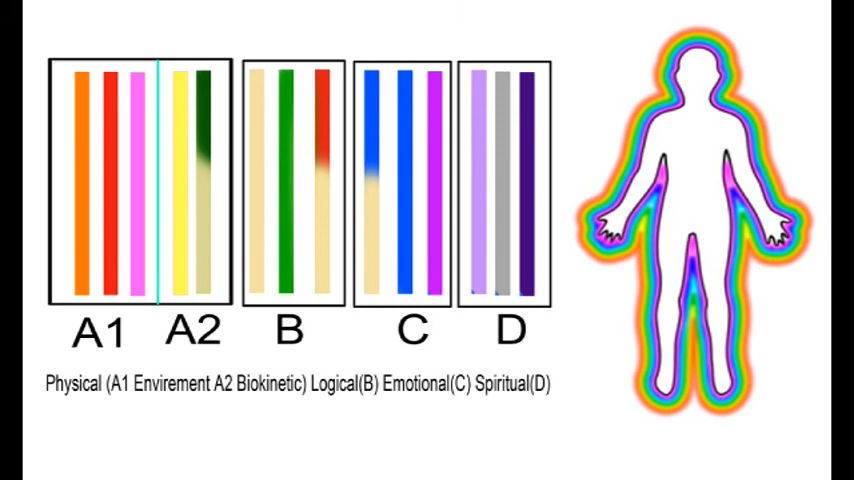 A1 A2 B C D
Physical (A1 Envirement A2 Biokinetic) Logical(B) Emotional(C) Spiritual(D)